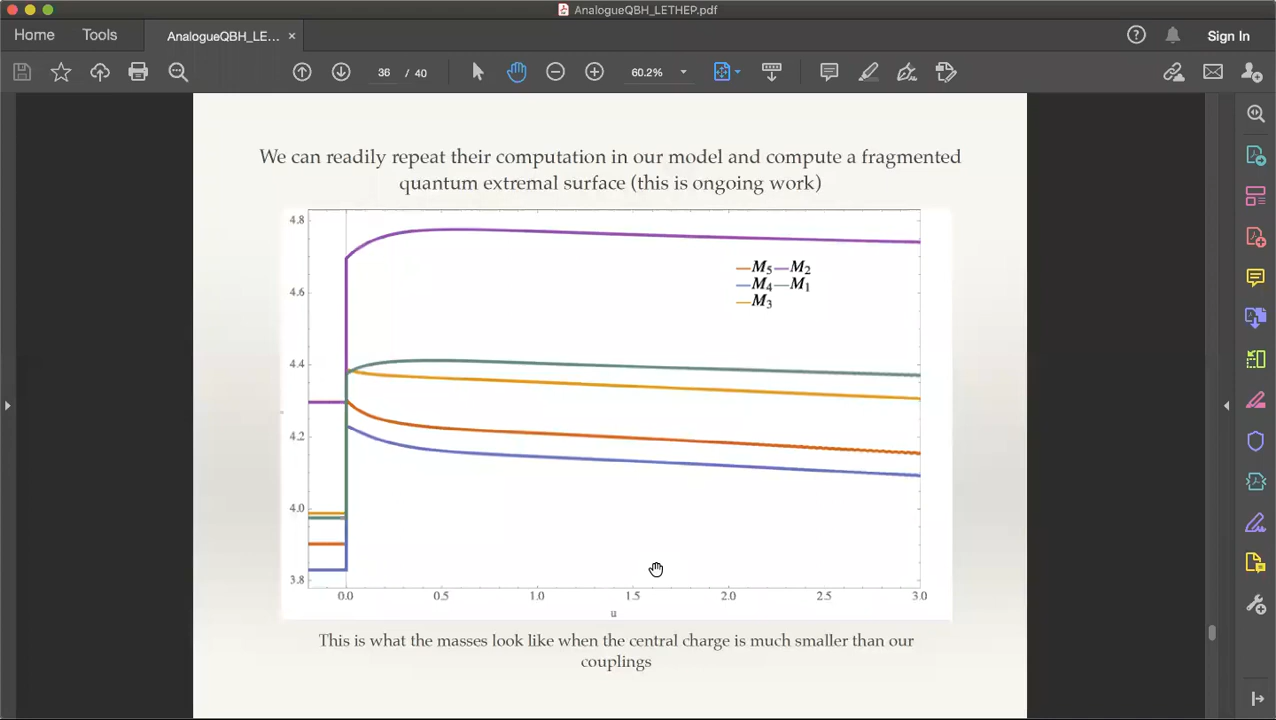 AnalogueQBH_LETHEP.pdf
Home Tools AnalogueQBH_LE... × Sign In
36 / 40 60.2%
We can readily repeat their computation in our model and compute a fragmented
quantum extremal surface (this is ongoing work)
4.8
4.6
4.4
4.2
4.0
3.8
M5 M2
M4 M1
M3
0.0 0.5 1.0 1.5 2.0 2.5 3.0
u
This is what the masses look like when the central charge is much smaller than our
couplings